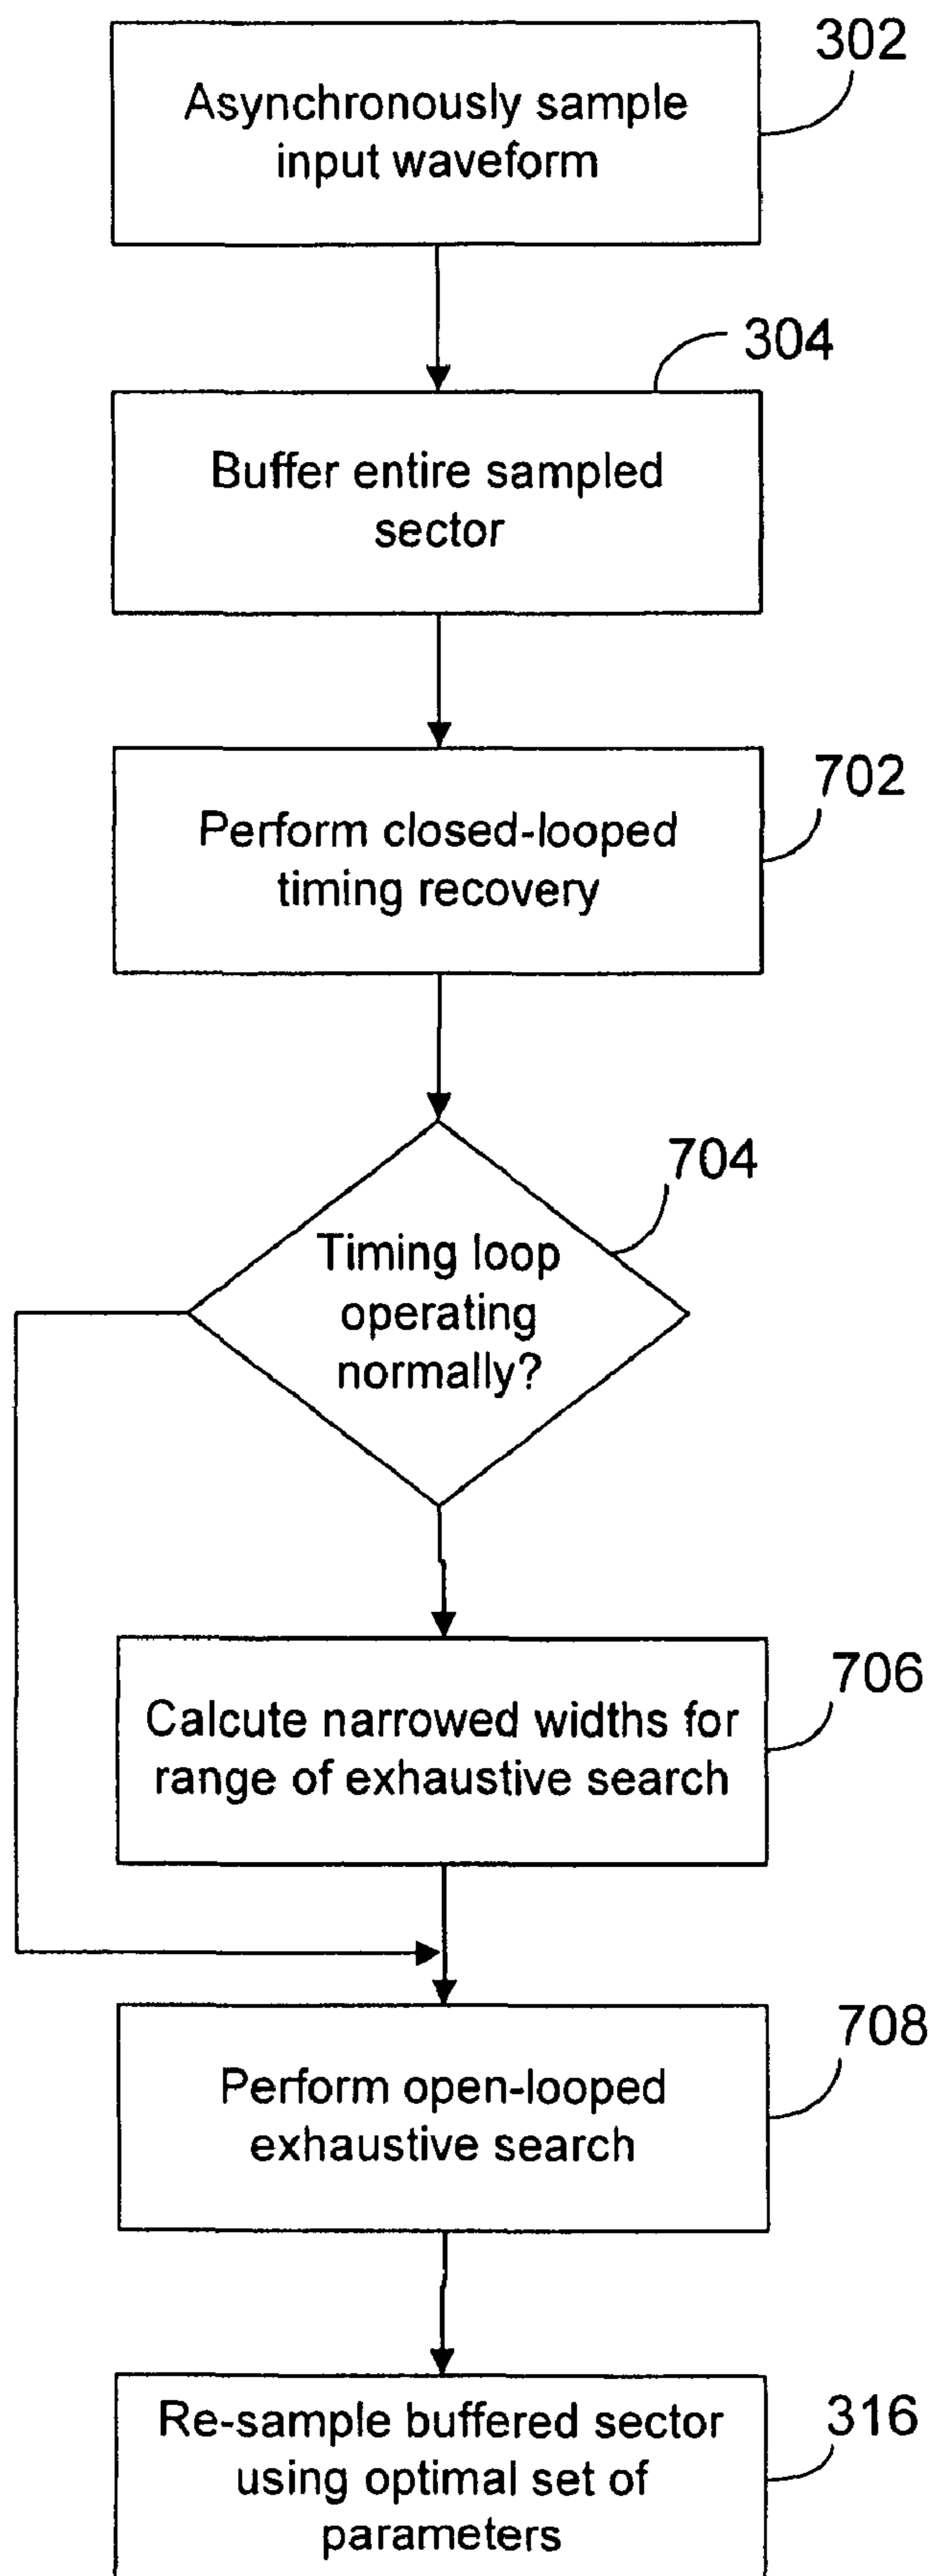 302
Asynchronously sample
input waveform
304
Buffer entire sampled
sector
702
Perform closed-looped
timing recovery
704
Timing loop
operating
normally?
706
Calcute narrowed widths for
range of exhaustive search
708
Perform open-looped
exhaustive search
316
Re-sample buffered sector
using optimal set of
parameters